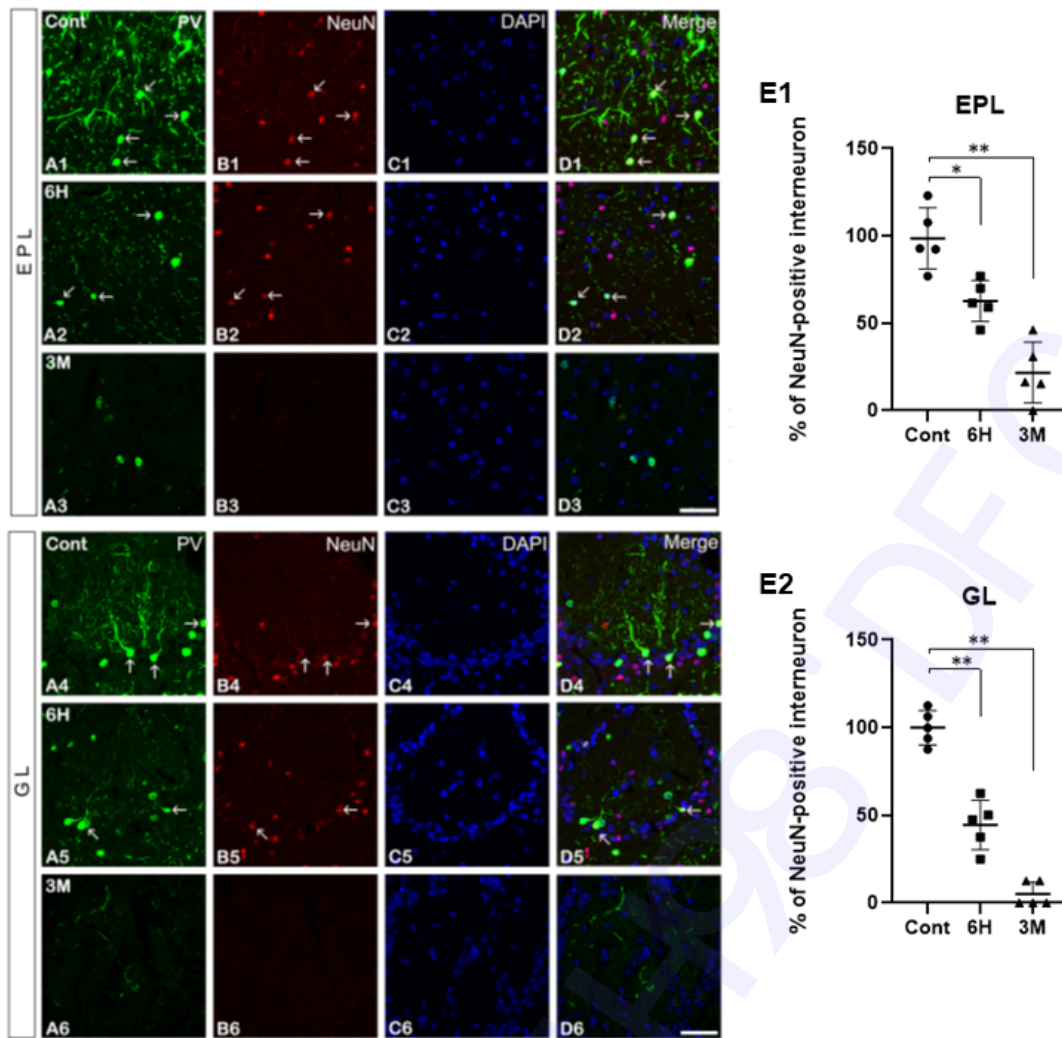 Cont PV NeuN DAPI Merge
A1 B1 C1 D1
6H
A2 B2 C2 D2
3M
A3 B3 C3 D3
EPL
Cont PV NeuN DAPI Merge
A4 B4 C4 D4
6H
A5 B5 C5 D5
3M
A6 B6 C6 D6
GL
E1
EPL
% of NeuN-positive interneuron
150
100
50
0
**
*
Cont 6H 3M
E2
GL
% of NeuN-positive interneuron
150
100
50
0
**
**
Cont 6H 3M